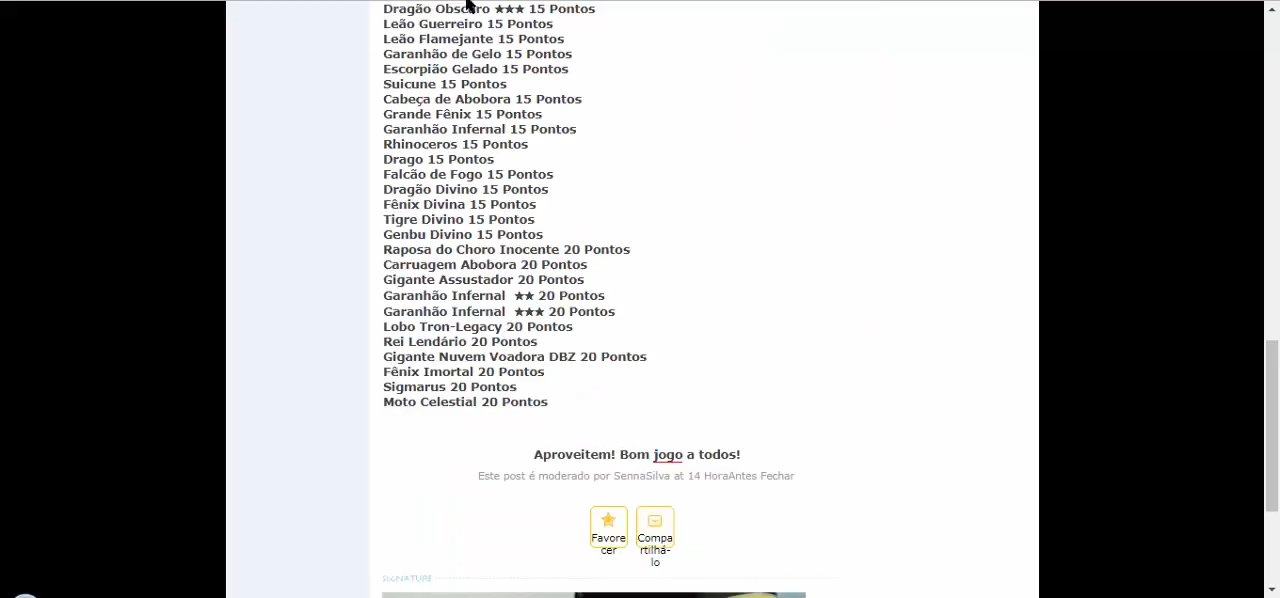 Dragão Obscuro ★★★ 15 Pontos
Leão Guerreiro 15 Pontos
Leão Flamejante 15 Pontos
Garanhão de Gelo 15 Pontos
Escorpião Gelado 15 Pontos
Suicune 15 Pontos
Cabeça de Abobora 15 Pontos
Grande Fênix 15 Pontos
Garanhão Infernal 15 Pontos
Rhinoceros 15 Pontos
Drago 15 Pontos
Falcão de Fogo 15 Pontos
Dragão Divino 15 Pontos
Fênix Divina 15 Pontos
Tigre Divino 15 Pontos
Genbu Divino 15 Pontos
Raposa do Choro Inocente 20 Pontos
Carruagem Abobora 20 Pontos
Gigante Assustador 20 Pontos
Garanhão Infernal ★★ 20 Pontos
Garanhão Infernal ★★★ 20 Pontos
Lobo Tron-Legacy 20 Pontos
Rei Lendário 20 Pontos
Gigante Nuvem Voadora DBZ 20 Pontos
Fênix Imortal 20 Pontos
Sigmarus 20 Pontos
Moto Celestial 20 Pontos
Aproveitem! Bom jogo a todos!
Este post é moderado por SennaSilva at 14 HoraAntes Fechar
Favore
cer
Compa
rtilhá-
lo
SIGNATURE